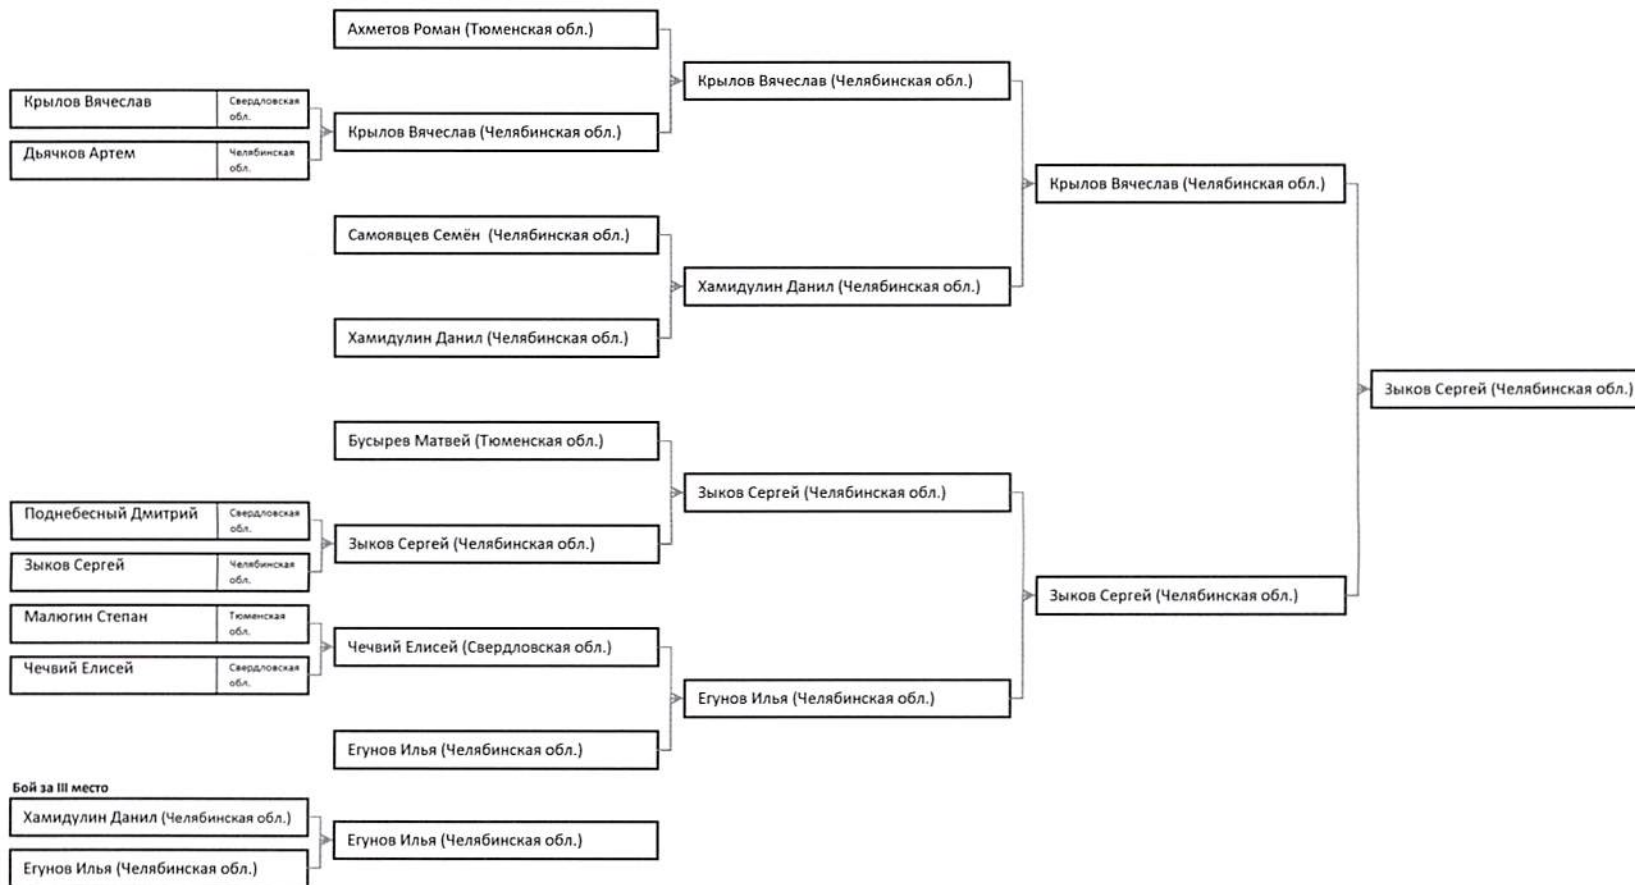 Ахметов Роман (Тюменская обл.)
Крылов Вячеслав (Челябинская обл.)
Крылов Вячеслав
Свердловская
обл.
Крылов Вячеслав (Челябинская обл.)
Дьячков Артем
Челябинская
обл.
Крылов Вячеслав (Челябинская обл.)
Самоявцев Семён (Челябинская обл.)
Хамидулин Данил (Челябинская обл.)
Хамидулин Данил (Челябинская обл.)
Зыков Сергей (Челябинская обл.)
Бусырев Матвей (Тюменская обл.)
Зыков Сергей (Челябинская обл.)
Поднебесный Дмитрий
Свердловская
обл.
Зыков Сергей (Челябинская обл.)
Зыков Сергей
Челябинская
обл.
Зыков Сергей (Челябинская обл.)
Малюгин Степан
Тюменская
обл.
Чечвий Елисей (Свердловская обл.)
Чечвий Елисей
Свердловская
обл.
Егунов Илья (Челябинская обл.)
Егунов Илья (Челябинская обл.)
Бой за III место
Хамидулин Данил (Челябинская обл.)
Егунов Илья (Челябинская обл.)
Егунов Илья (Челябинская обл.)